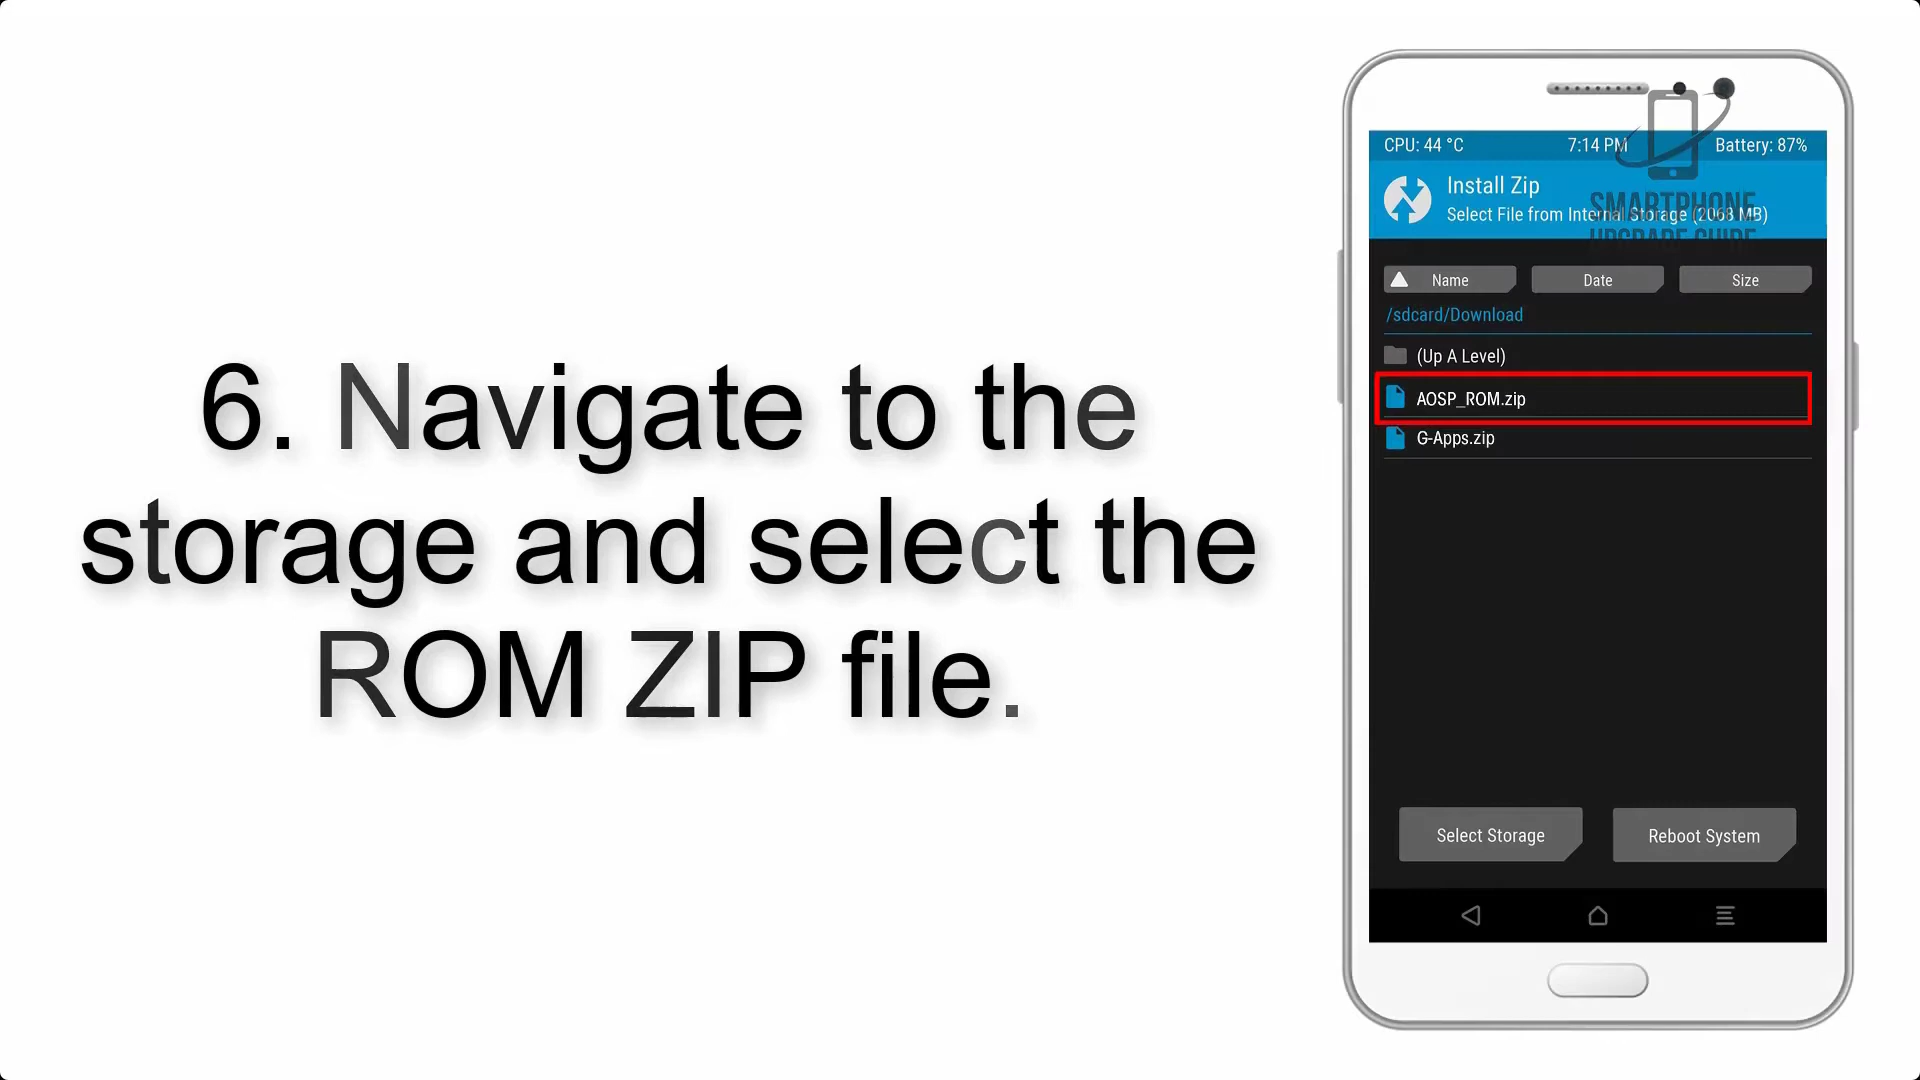 6. Navigate to the
storage and select the
ROM ZIP file.
CPU: 44 °C 7:14 PM Battery: 87%
Install Zip
Select File from Internal Storage (2068 MB)
SMARTPHONE
UPGRADE GUIDE
Name Date Size
/sdcard/Download
(Up A Level)
AOSP_ROM.zip
G-Apps.zip
Select Storage Reboot System